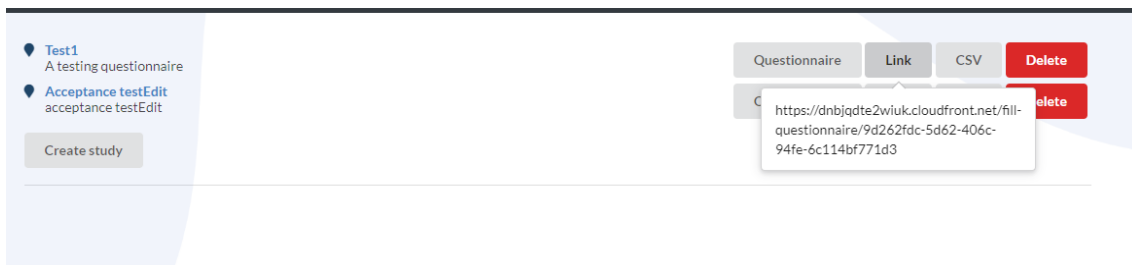 Test1
A testing questionnaire
Questionnaire Link CSV Delete
Acceptance testEdit
acceptance testEdit
https://dnbjqdte2wiuk.cloudfront.net/fill-
questionnaire/9d262fdc-5d62-406c-
94fe-6c114bf771d3
Create study